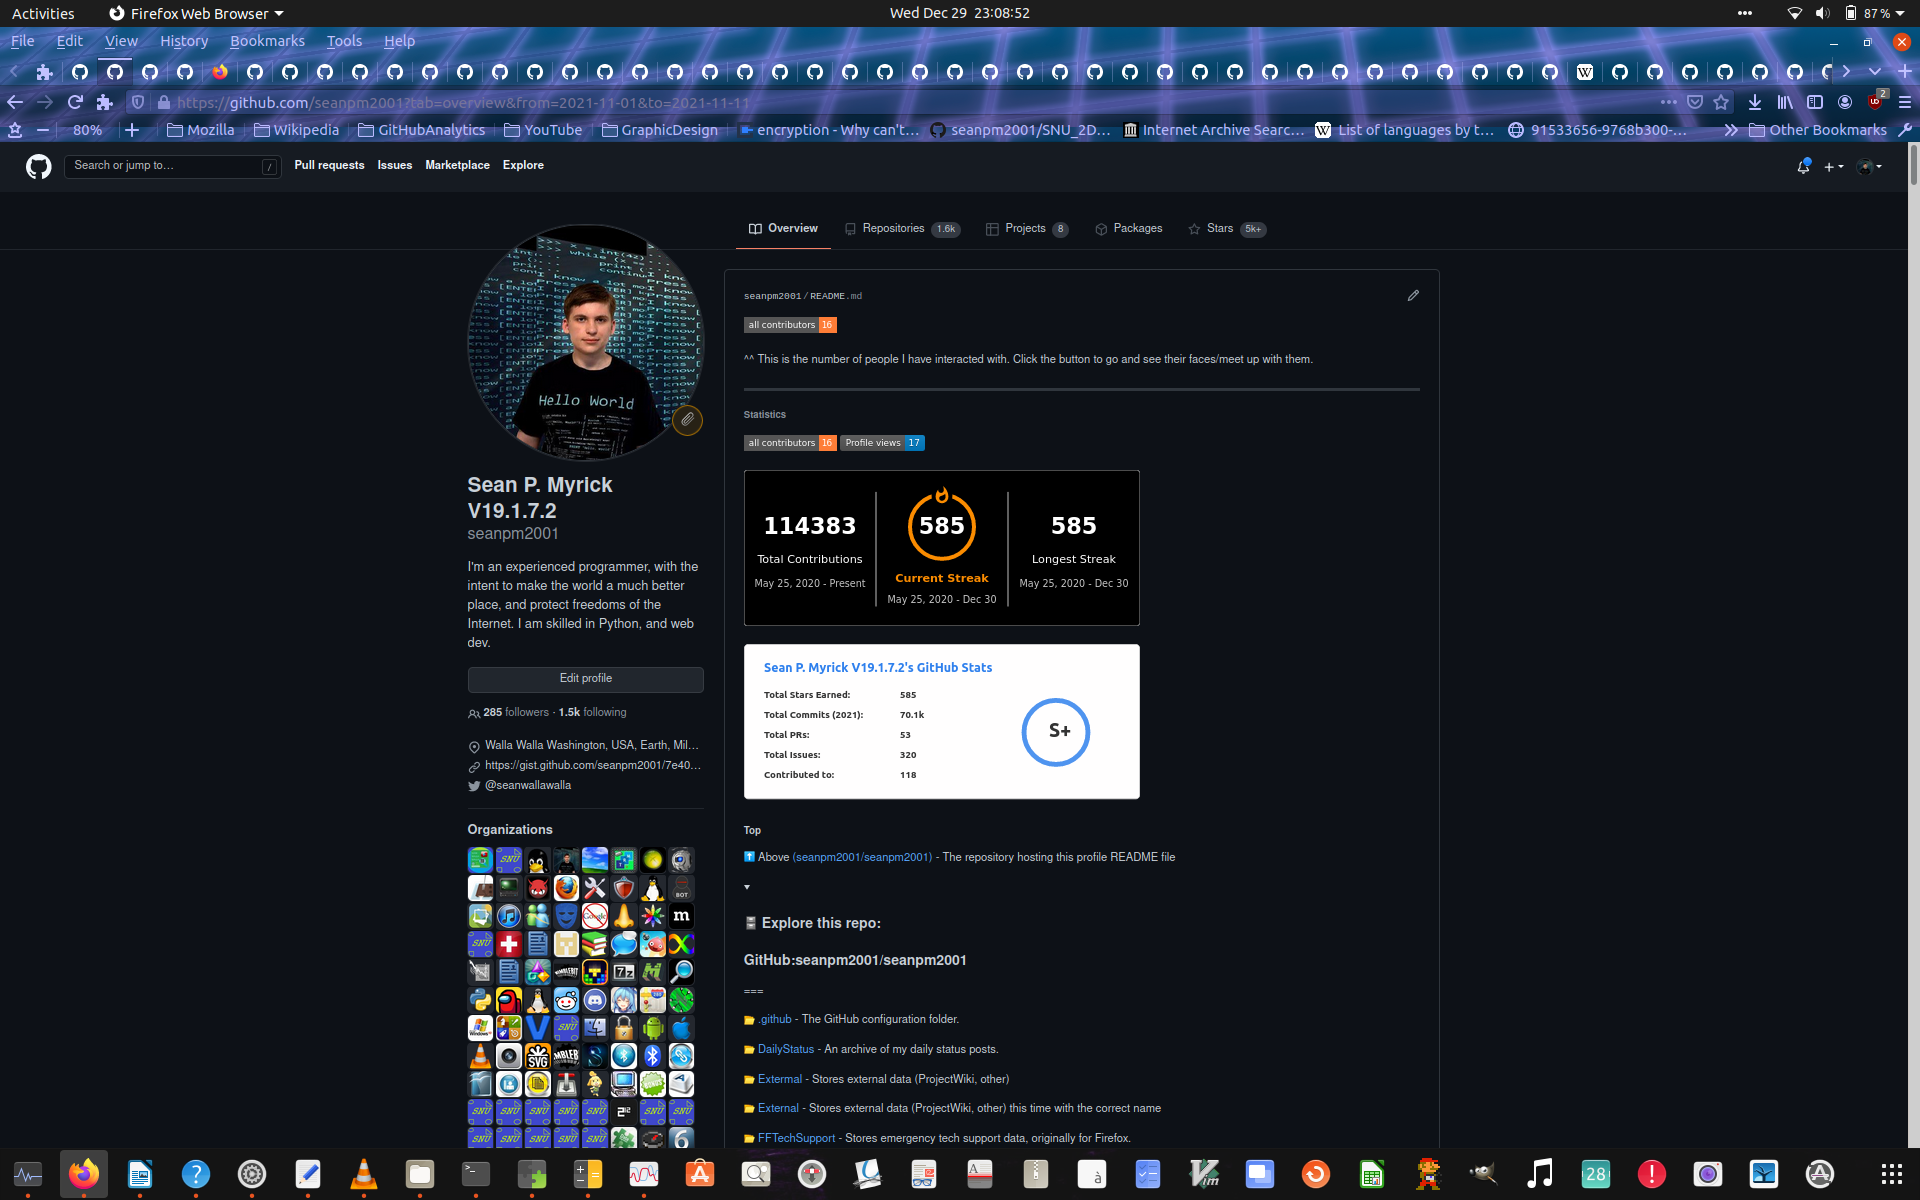 Activities
Firefox Web Browser
Wed Dec 29 23:08:52
87 %
File Edit View History Bookmarks Tools Help
https://github.com/seanpm2001?tab=overview&from=2021-11-01&to=2021-11-11
2
80%
Mozilla
Wikipedia
GitHubAnalytics
YouTube
GraphicDesign
encryption - Why can't...
seanpm2001/SNU_2D...
Internet Archive Searc...
List of languages by t...
91533656-9768b300-...
Other Bookmarks
Search or jump to...
/
Pull requests Issues Marketplace Explore
Overview
Repositories 1.6k
Projects 8
Packages
Stars 5k+
Hello World
Sean P. Myrick
V19.1.7.2
seanpm2001
I'm an experienced programmer, with the
intent to make the world a much better
place, and protect freedoms of the
Internet. I am skilled in Python, and web
dev.
Edit profile
285 followers · 1.5k following
Walla Walla Washington, USA, Earth, Mil...
https://gist.github.com/seanpm2001/7e40...
@seanwallawalla
Organizations
seanpm2001/README.md
all contributors 16
^^ This is the number of people I have interacted with. Click the button to go and see their faces/meet up with them.
Statistics
all contributors 16
Profile views 17
114383
Total Contributions
May 25, 2020 - Present
585
Current Streak
May 25, 2020 - Dec 30
585
Longest Streak
May 25, 2020 - Dec 30
Sean P. Myrick V19.1.7.2's GitHub Stats
Total Stars Earned: 585
Total Commits (2021): 70.1k
Total PRs: 53
Total Issues: 320
Contributed to: 118
S+
Top
Above (seanpm2001/seanpm2001) - The repository hosting this profile README file
Explore this repo:
GitHub:seanpm2001/seanpm2001
===
.github - The GitHub configuration folder.
DailyStatus - An archive of my daily status posts.
Extermal - Stores external data (ProjectWiki, other)
External - Stores external data (ProjectWiki, other) this time with the correct name
FFTechSupport - Stores emergency tech support data, originally for Firefox.
28